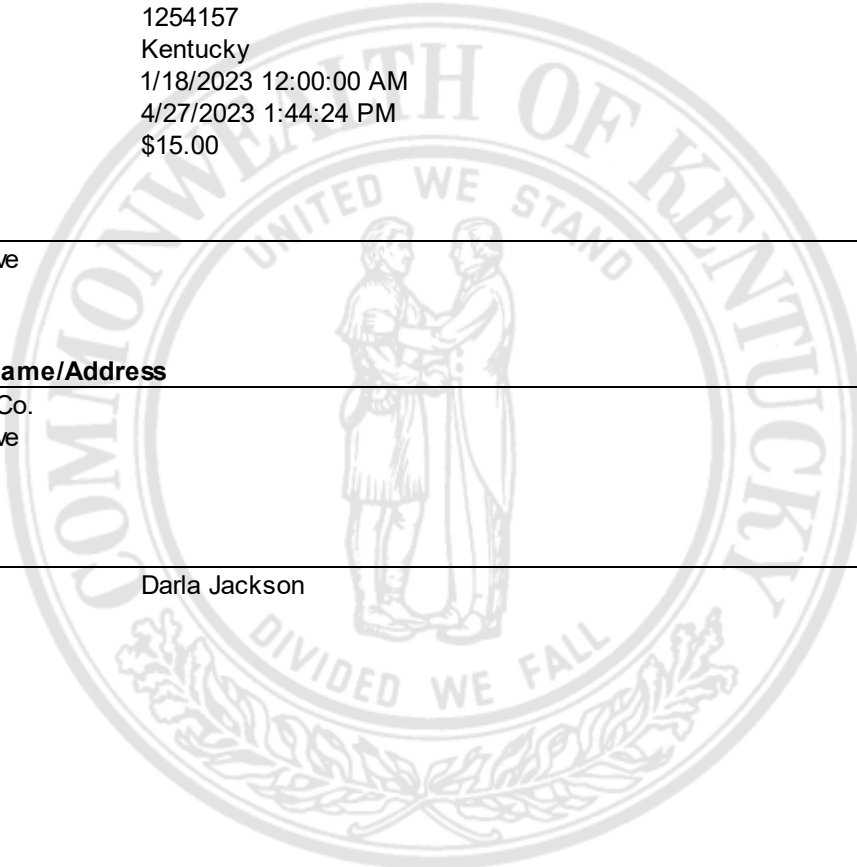 1254157
Kentucky
1/18/2023 12:00:00 AM
4/27/2023 1:44:24 PM
$15.00
COMMONWEALTH OF KENTUCKY
UNITED WE STAND
ve
ame/Address
Co.
ve
Darla Jackson
DIVIDED WE FALL